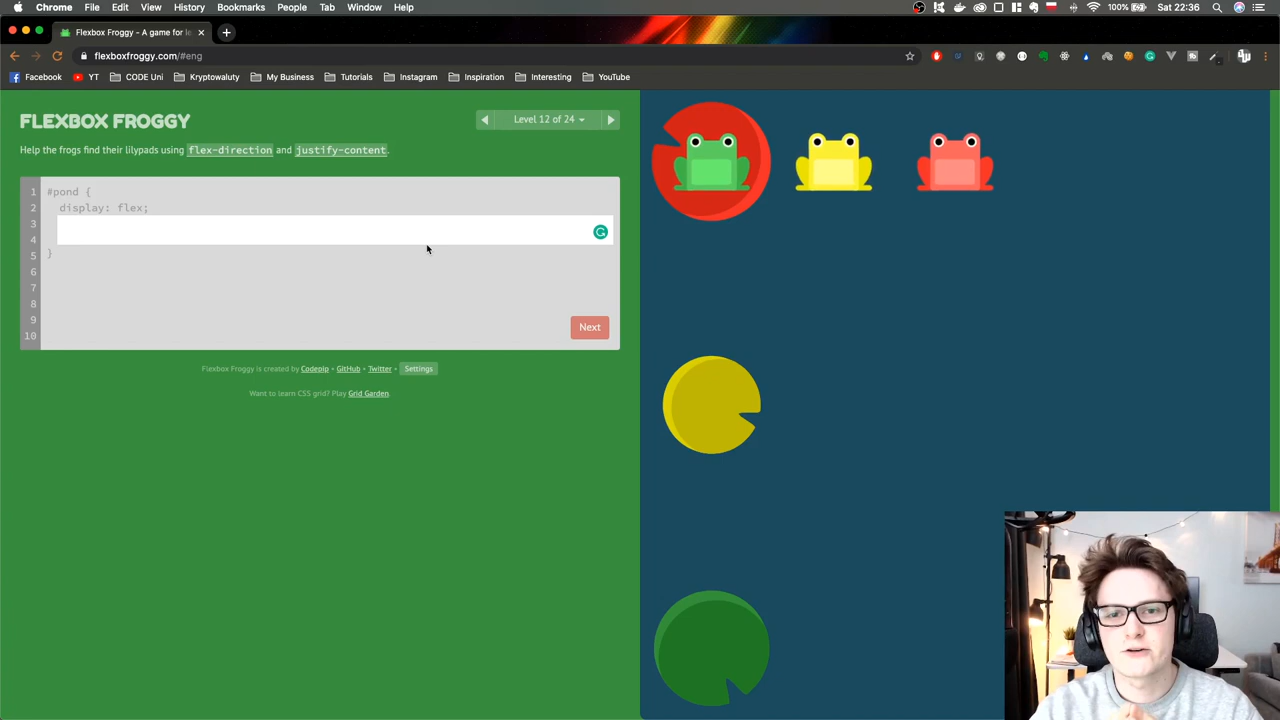 Chrome File Edit View History Bookmarks People Tab Window Help
100% Sat 22:36
Flexbox Froggy - A game for le
flexboxfroggy.com/#eng
Facebook YT CODE Uni Kryptowaluty My Business Tutorials Instagram Inspiration Interesting YouTube
FLEXBOX FROGGY
Level 12 of 24
Help the frogs find their lilypads using flex-direction and justify-content.
1 #pond {
2 display: flex;
3
4
5 }
6
7
8
9
10
Next
Flexbox Froggy is created by Codepip • GitHub • Twitter • Settings
Want to learn CSS grid? Play Grid Garden.